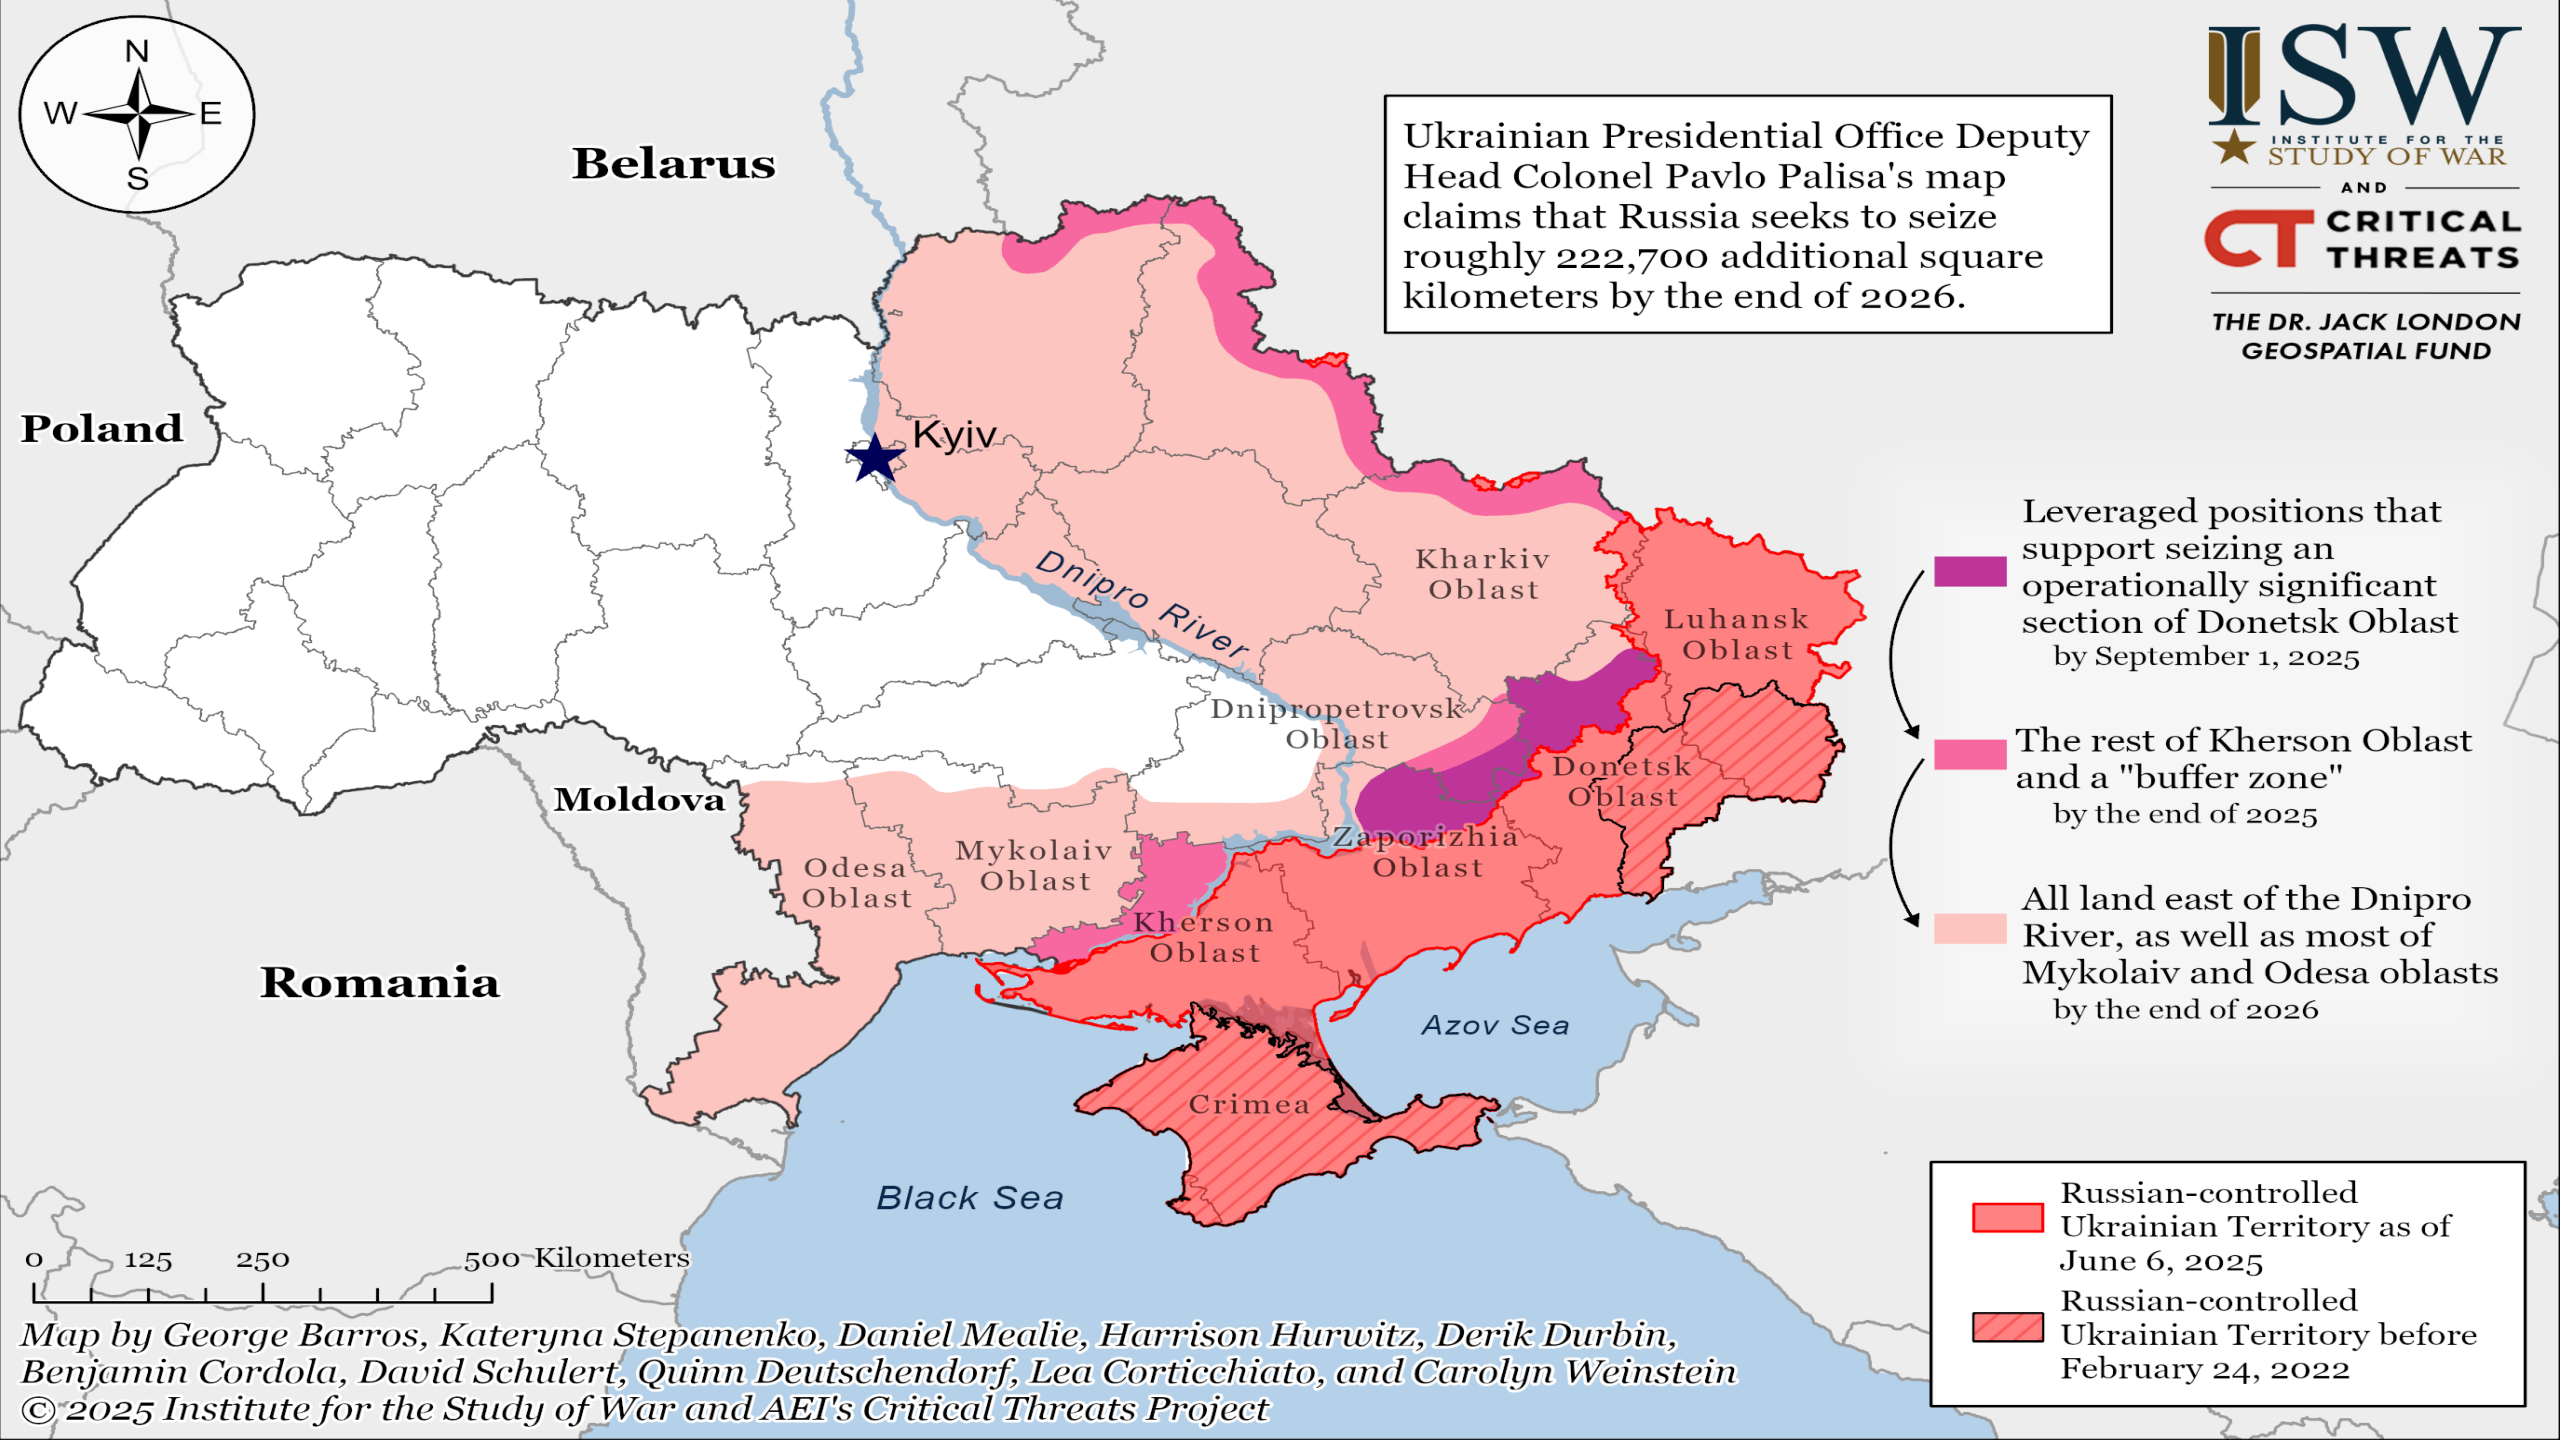 N
W
E
S
Belarus
Poland
Kyiv
Moldova
Romania
Dnipro River
Kharkiv
Oblast
Luhansk
Oblast
Dnipropetrovsk
Oblast
Donetsk
Oblast
Zaporizhia
Oblast
Odesa
Oblast
Mykolaiv
Oblast
Kherson
Oblast
Crimea
Azov Sea
Black Sea
Ukrainian Presidential Office Deputy
Head Colonel Pavlo Palisa's map
claims that Russia seeks to seize
roughly 222,700 additional square
kilometers by the end of 2026.
ISW
INSTITUTE FOR THE
STUDY OF WAR
AND
CT CRITICAL
THREATS
THE DR. JACK LONDON
GEOSPATIAL FUND
Leveraged positions that
support seizing an
operationally significant
section of Donetsk Oblast
by September 1, 2025
The rest of Kherson Oblast
and a "buffer zone"
by the end of 2025
All land east of the Dnipro
River, as well as most of
Mykolaiv and Odesa oblasts
by the end of 2026
Russian-controlled
Ukrainian Territory as of
June 6, 2025
Russian-controlled
Ukrainian Territory before
February 24, 2022
0 125 250 500 Kilometers
Map by George Barros, Kateryna Stepanenko, Daniel Mealie, Harrison Hurwitz, Derik Durbin,
Benjamin Cordola, David Schulert, Quinn Deutschendorf, Lea Corticchiato, and Carolyn Weinstein
© 2025 Institute for the Study of War and AEI's Critical Threats Project